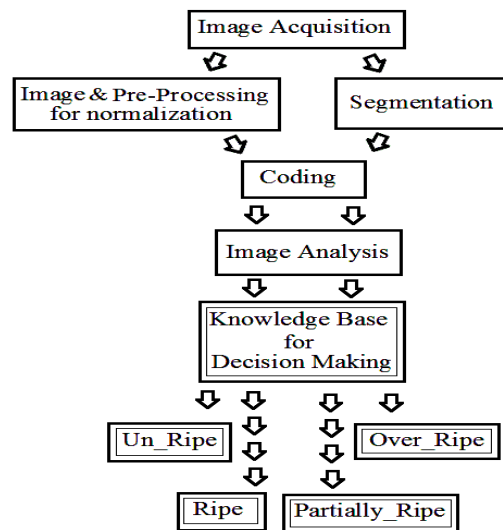 Image Acquisition
Image & Pre-Processing
for normalization
Segmentation
Coding
Image Analysis
Knowledge Base
for
Decision Making
Un_Ripe
Over_Ripe
Ripe
Partially_Ripe